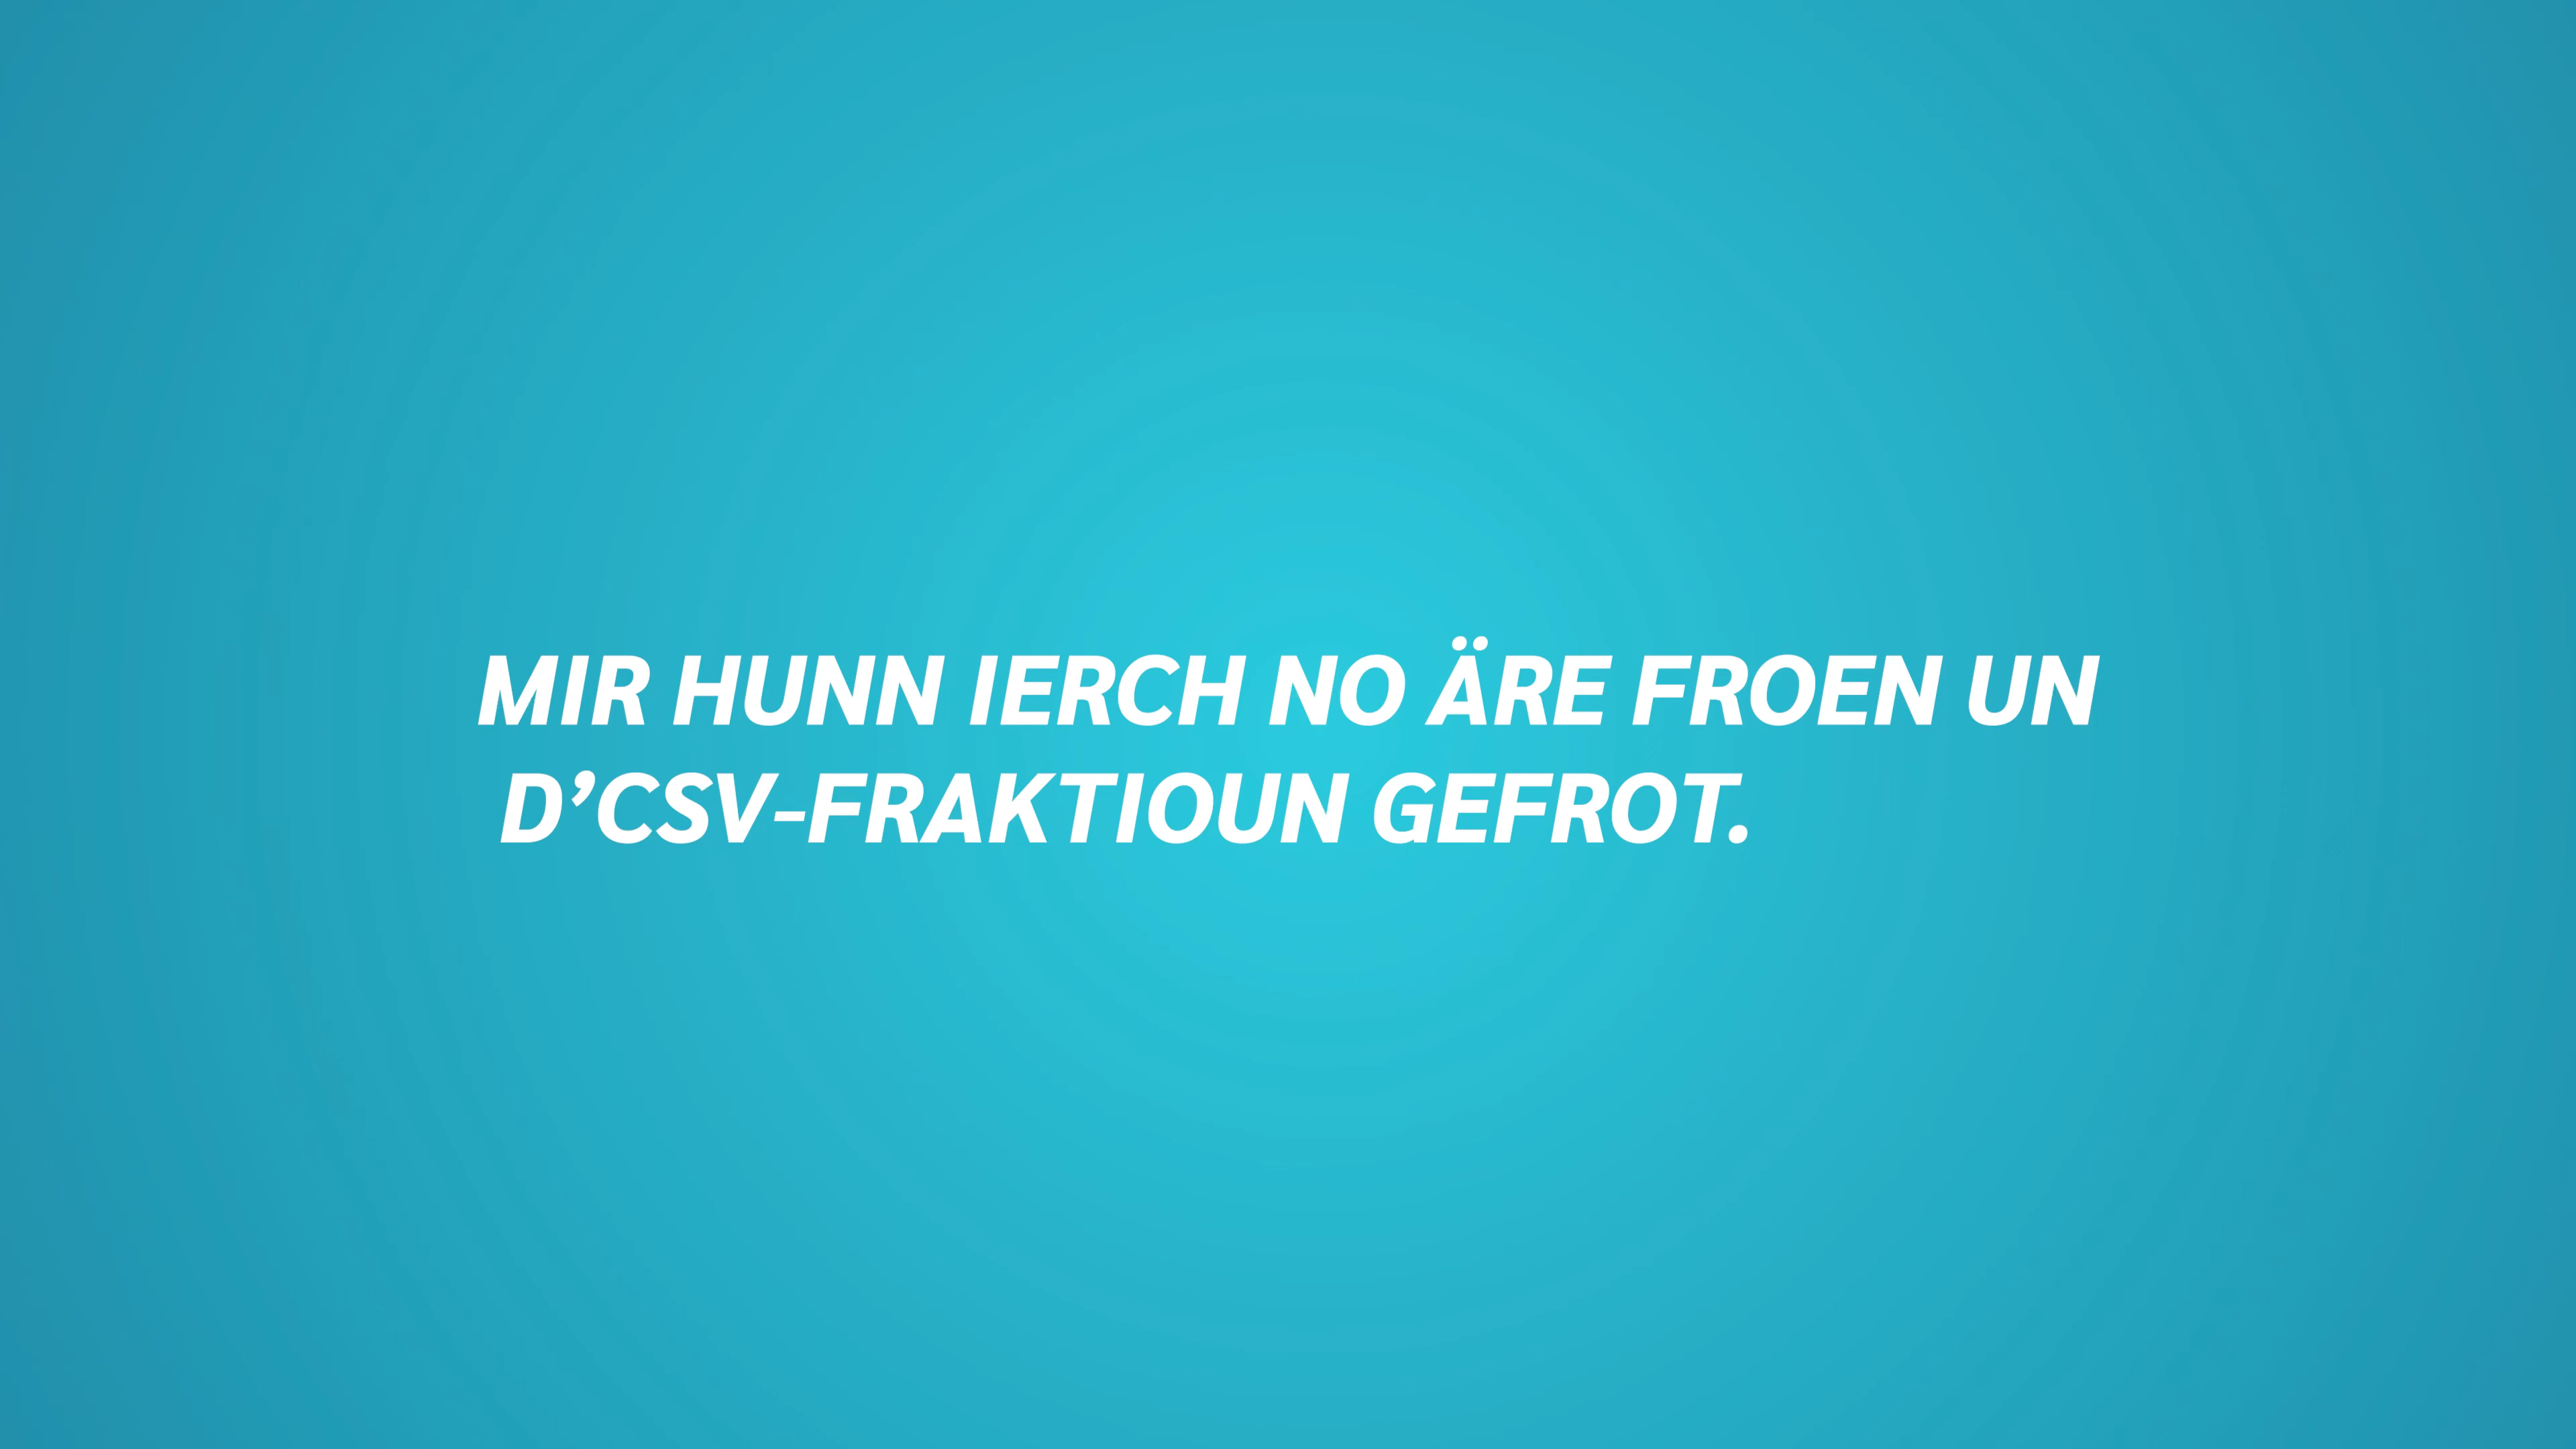 MIR HUNN IERCH NO ÄRE FROEN UN
D’CSV-FRAKTIOUN GEFROT.